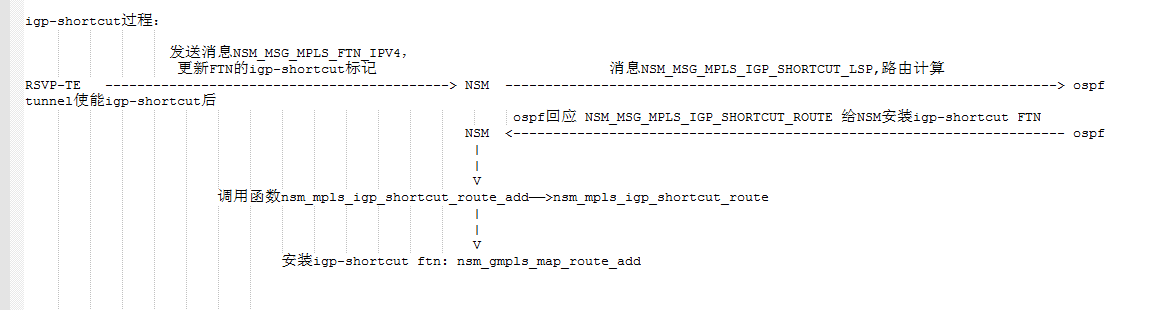 igp-shortcut过程:
发送消息NSM_MSG_MPLS_FTN_IPV4,
更新FTN的igp-shortcut标记
消息NSM_MSG_MPLS_IGP_SHORTCUT_LSP,路由计算
RSVP-TE -------------------------------------------> NSM ----------------------------------------------------------------------> ospf
tunnel使能igp-shortcut后
ospf回应 NSM_MSG_MPLS_IGP_SHORTCUT_ROUTE 给NSM安装igp-shortcut FTN
NSM <---------------------------------------------------------------------- ospf
|
|
V
调用函数nsm_mpls_igp_shortcut_route_add——>nsm_mpls_igp_shortcut_route
|
|
V
安装igp-shortcut ftn: nsm_gmpls_map_route_add